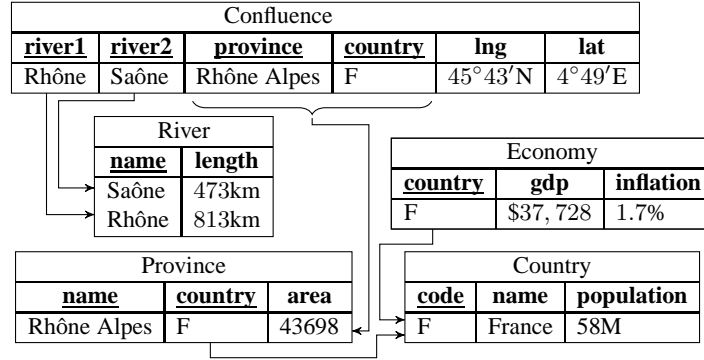 Confluence
river1 river2 province country lng lat
Rhône Saône Rhône Alpes F 45°43′N 4°49′E
River
name length
Saône 473km
Rhône 813km
Economy
country gdp inflation
F $37, 728 1.7%
Province
name country area
Rhône Alpes F 43698
Country
code name population
F France 58M